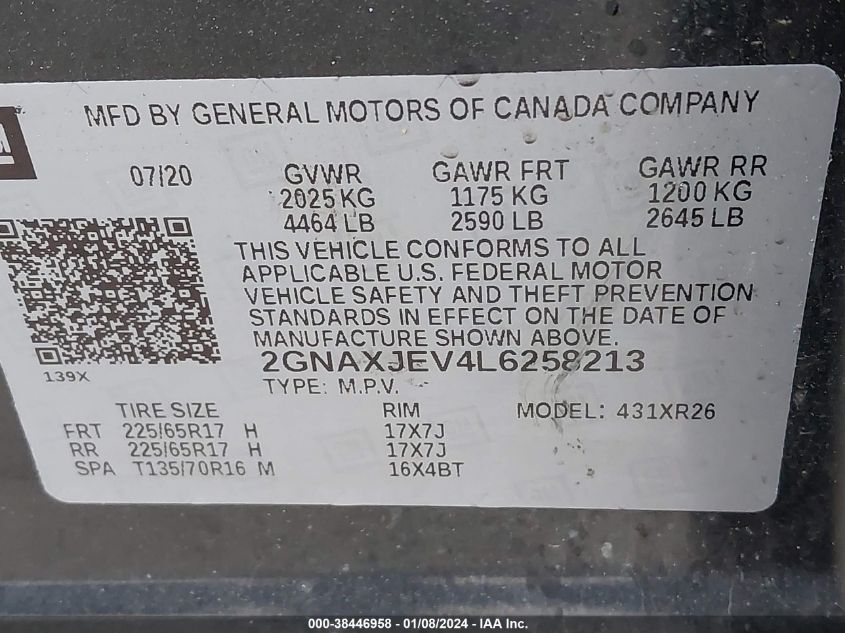 MFD BY GENERAL MOTORS OF CANADA COMPANY
07/20 GVWR GAWR FRT GAWR RR
2025 KG 1175 KG 1200 KG
4464 LB 2590 LB 2645 LB
THIS VEHICLE CONFORMS TO ALL
APPLICABLE U.S. FEDERAL MOTOR
VEHICLE SAFETY AND THEFT PREVENTION
STANDARDS IN EFFECT ON THE DATE OF
MANUFACTURE SHOWN ABOVE.
2GNAXJEV4L6258213
139X
TYPE: M.P.V.
TIRE SIZE RIM MODEL: 431XR26
FRT 225/65R17 H 17X7J
RR 225/65R17 H 17X7J
SPA T135/70R16 M 16X4BT
000-38446958 - 01/08/2024 - IAA Inc.